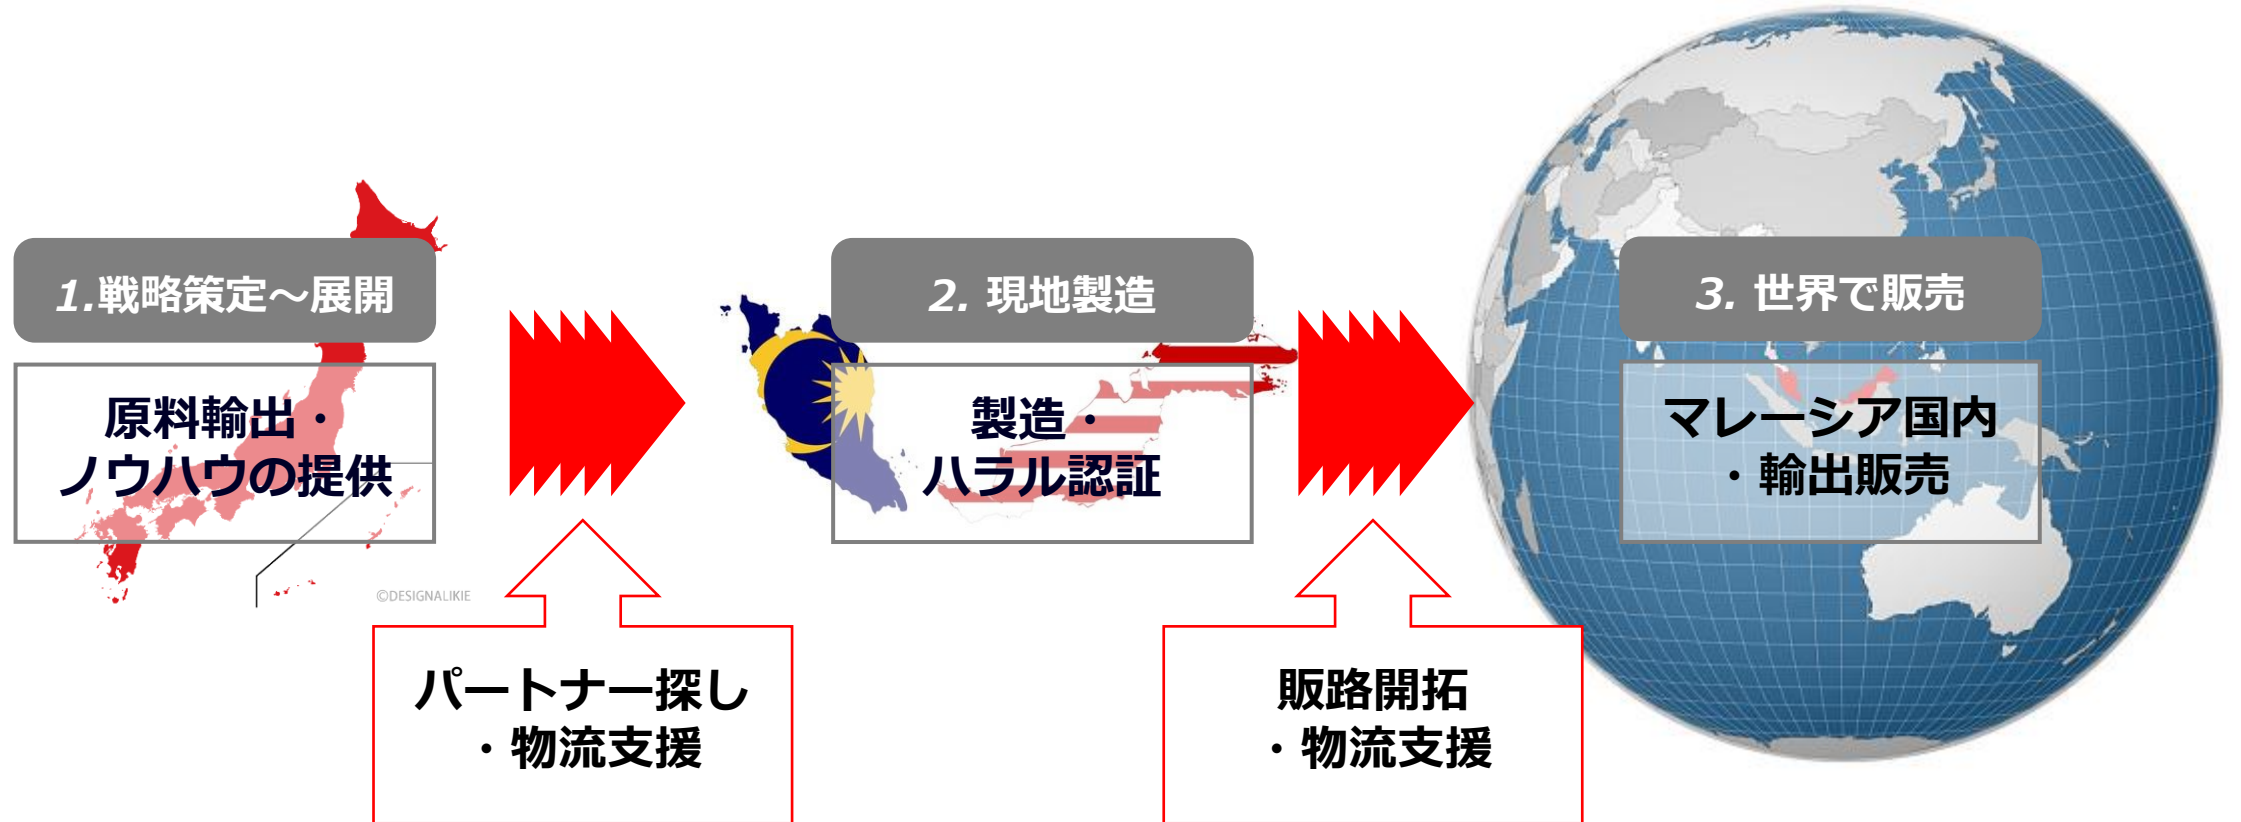 1.戦略策定～展開
原料輸出・
ノウハウの提供
©DESIGNALIKIE
パートナー探し
・物流支援
2. 現地製造
製造・
ハラル認証
販路開拓
・物流支援
3. 世界で販売
マレーシア国内
・輸出販売